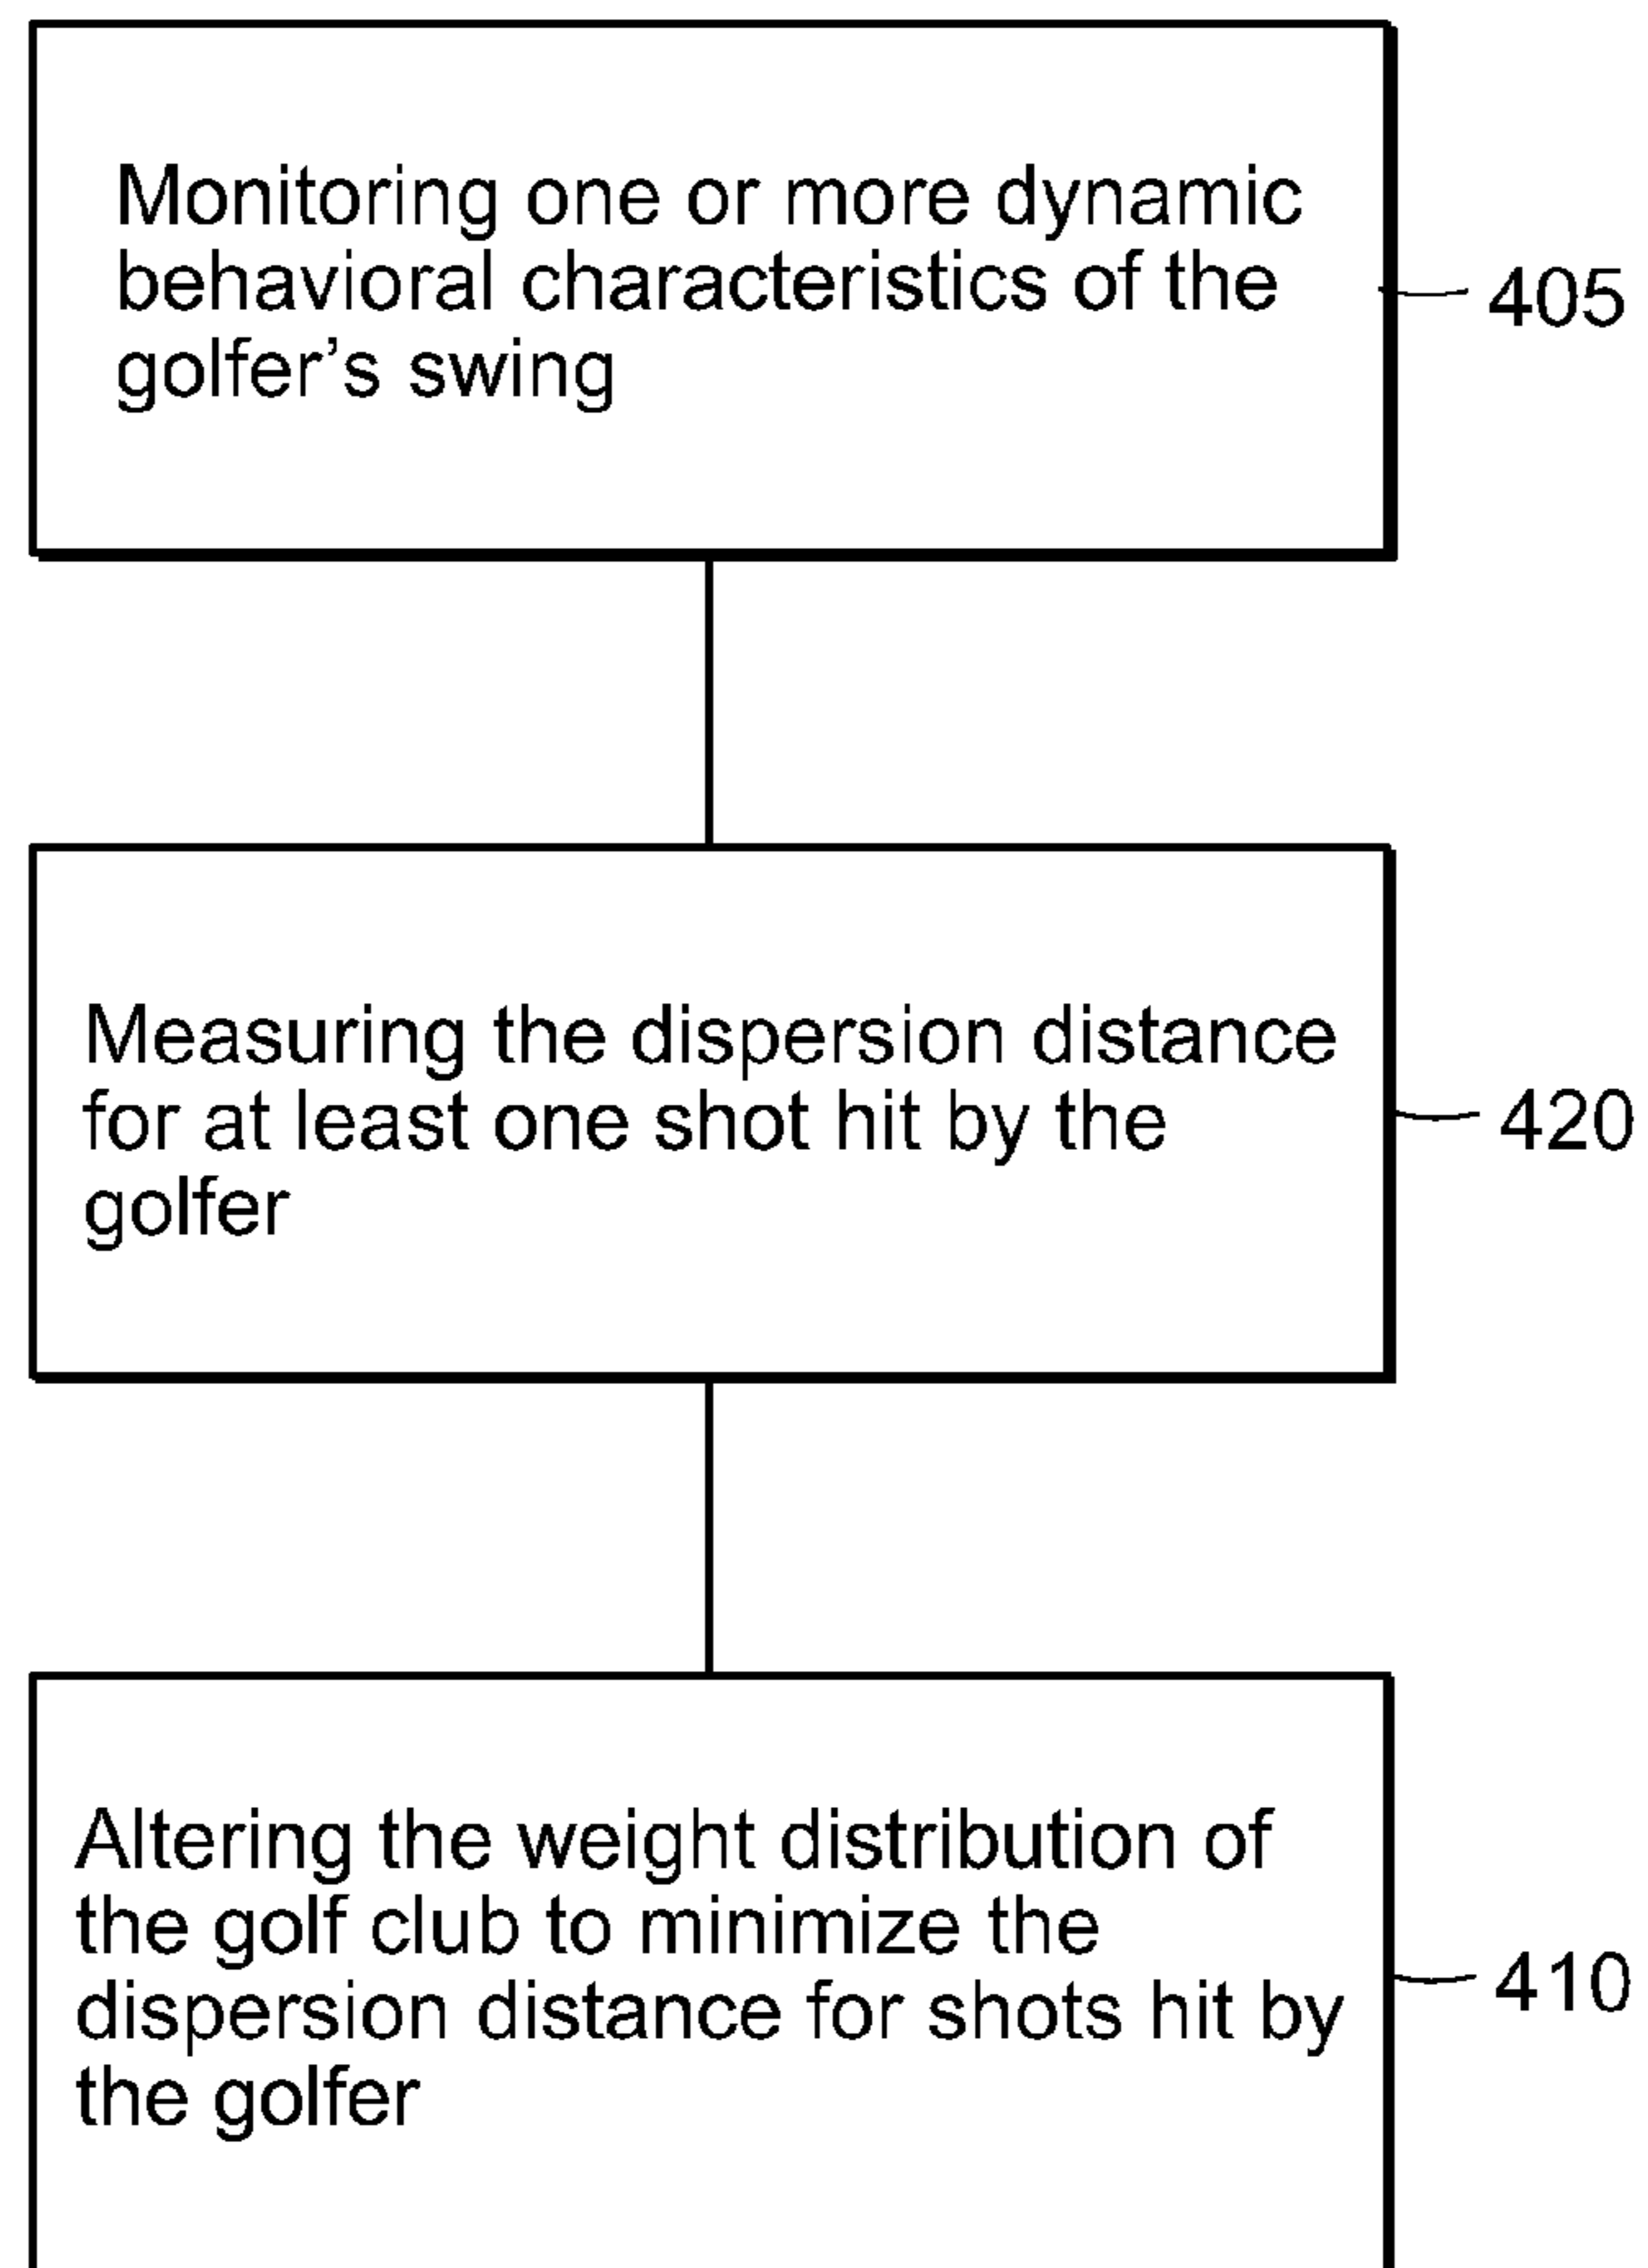 Monitoring one or more dynamic
behavioral characteristics of the
golfer's swing
405
Measuring the dispersion distance
for at least one shot hit by the
golfer
420
Altering the weight distribution of
the golf club to minimize the
dispersion distance for shots hit by
the golfer
410